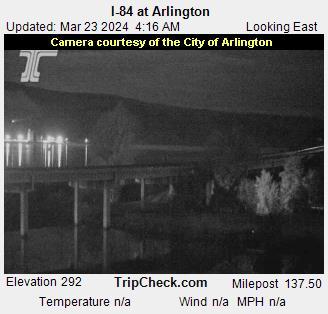 I-84 at Arlington
Updated: Mar 23 2024 4:16 AM Looking East
Camera courtesy of the City of Arlington
Elevation 292 TripCheck.com Milepost 137.50
Temperature n/a Wind n/a MPH n/a